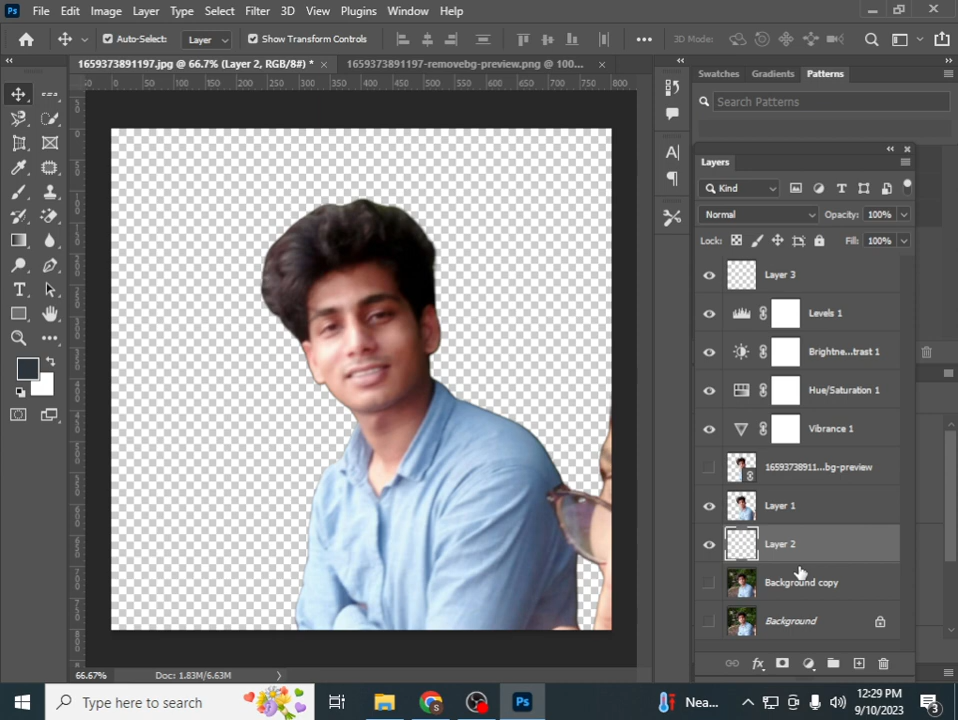 Ps File Edit Image Layer Type Select Filter 3D View Plugins Window Help
Auto-Select: Layer Show Transform Controls 3D Mode:
1659373891197.jpg @ 66.7% (Layer 2, RGB/8#) * × 1659373891197-removebg-preview.png @ 100... ×
Swatches Gradients Patterns
Search Patterns
Layers
Kind
Normal Opacity: 100%
Lock: Fill: 100%
Layer 3
Levels 1
Brightne...trast 1
Hue/Saturation 1
Vibrance 1
16593738911...bg-preview
Layer 1
Layer 2
Background copy
Background
66.67% Doc: 1.83M/6.63M
Type here to search
Ps
Nea...
12:29 PM
9/10/2023
3